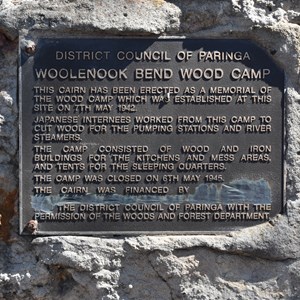 DISTRICT COUNCIL OF PARINGA
WOOLENOOK BEND WOOD CAMP
THIS CAIRN HAS BEEN ERECTED AS A MEMORIAL OF
THE WOOD CAMP WHICH WAS ESTABLISHED AT THIS
SITE ON 7TH MAY 1942.
JAPANESE INTERNEES WORKED FROM THIS CAMP TO
CUT WOOD FOR THE PUMPING STATIONS AND RIVER
STEAMERS.
THE CAMP CONSISTED OF WOOD AND IRON
BUILDINGS FOR THE KITCHENS AND MESS AREAS,
AND TENTS FOR THE SLEEPING QUARTERS.
THE CAMP WAS CLOSED ON 6TH MAY 1945.
THE CAIRN WAS FINANCED BY
THE DISTRICT COUNCIL OF PARINGA WITH THE
PERMISSION OF THE WOODS AND FOREST DEPARTMENT.